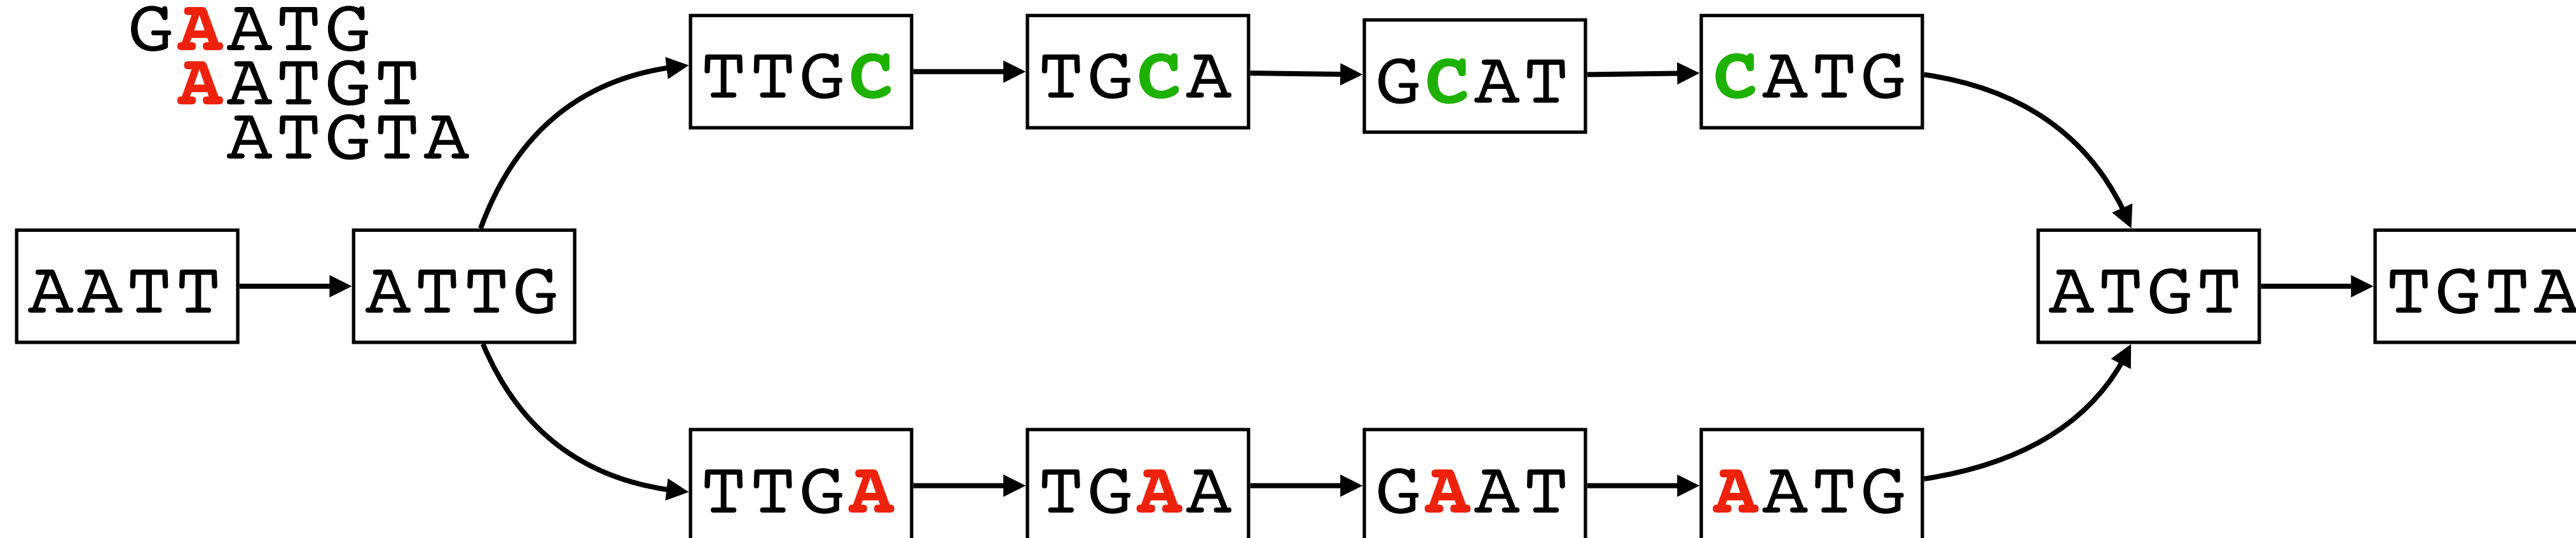 GAATG
AATGT
ATGTA
TTGC TGCA GCAT CATG
AATT ATTG ATGT TGTA
TTGA TGAA GAAT AATG